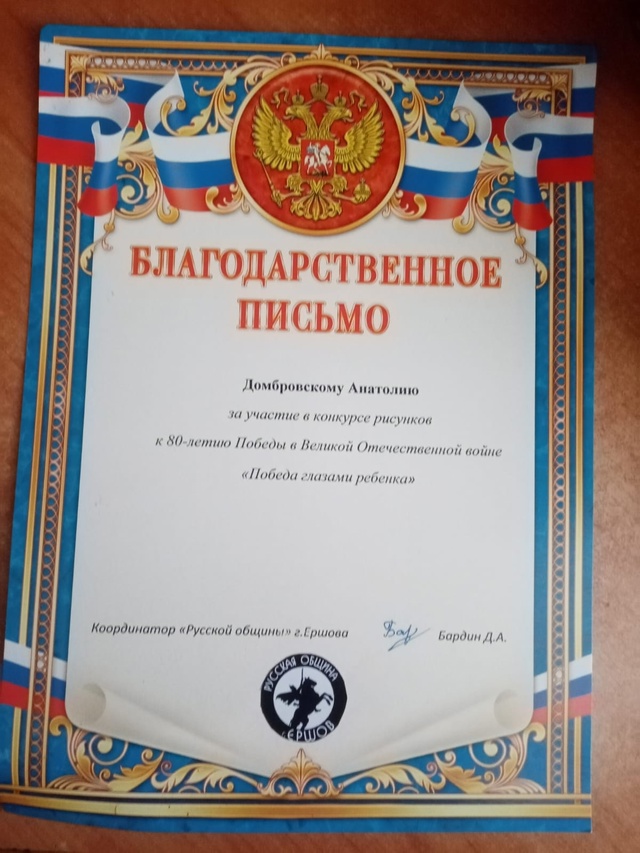 БЛАГОДАРСТВЕННОЕ
ПИСЬМО
Домбровскому Анатолию
за участие в конкурсе рисунков
к 80-летию Победы в Великой Отечественной войне
«Победа глазами ребенка»
Координатор «Русской общины» г.Ершова
Бардин Д.А.
РУССКАЯ ОБЩИНА
ЕРШОВ